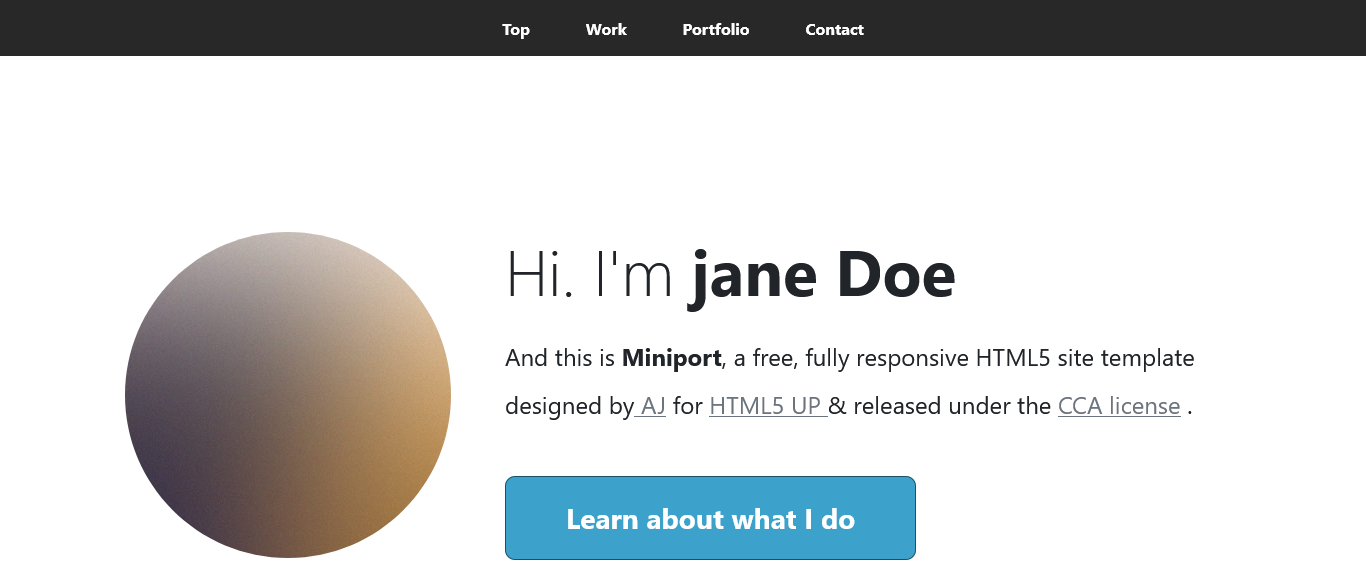 Top Work Portfolio Contact
Hi. I'm jane Doe
And this is Miniport, a free, fully responsive HTML5 site template
designed by AJ for HTML5 UP & released under the CCA license .
Learn about what I do